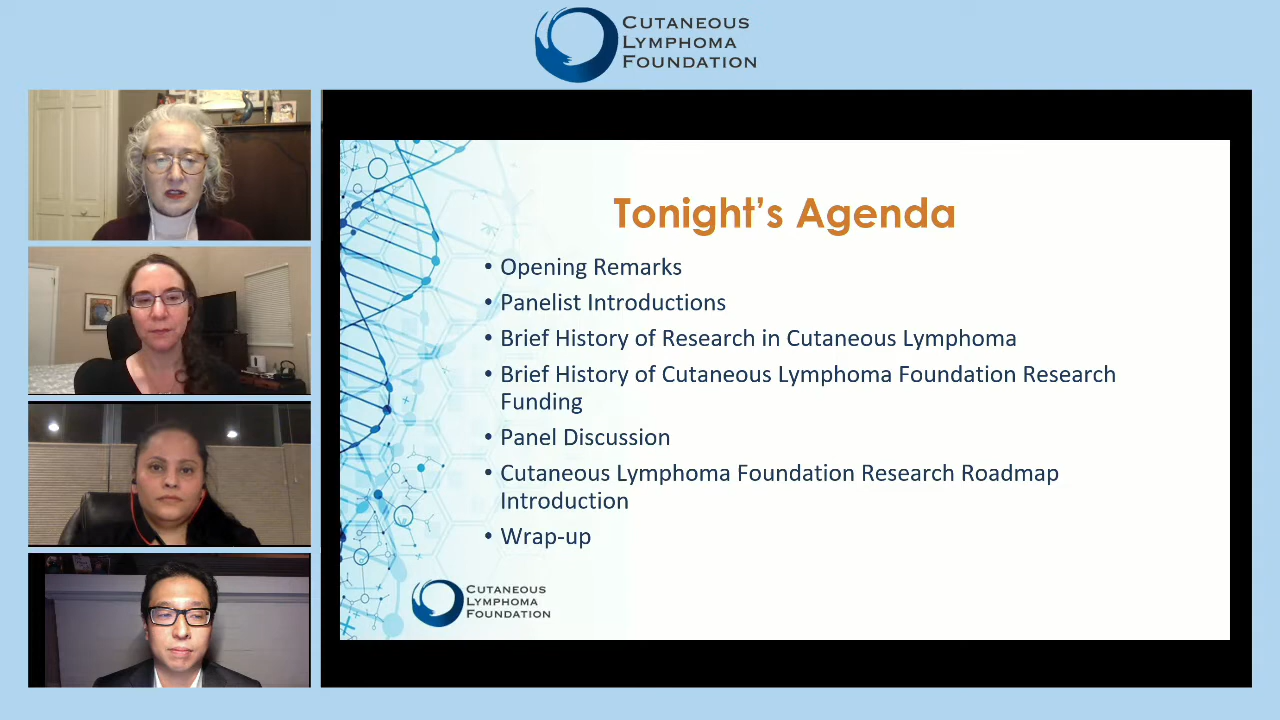 CUTANEOUS
LYMPHOMA
FOUNDATION
Tonight's Agenda
• Opening Remarks
• Panelist Introductions
• Brief History of Research in Cutaneous Lymphoma
• Brief History of Cutaneous Lymphoma Foundation Research
Funding
• Panel Discussion
• Cutaneous Lymphoma Foundation Research Roadmap
Introduction
• Wrap-up
CUTANEOUS
LYMPHOMA
FOUNDATION